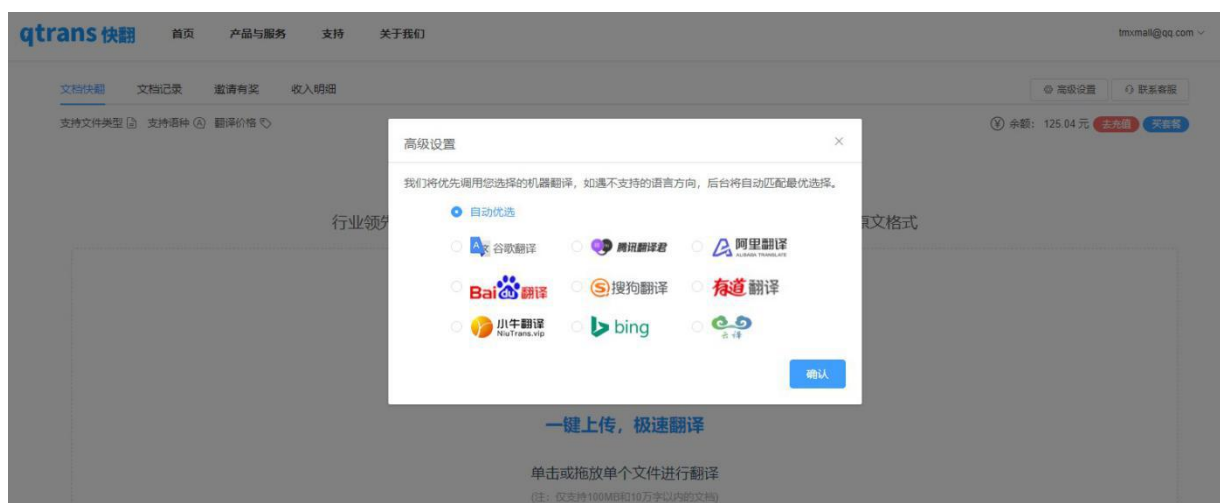 qtrans 快翻 首页 产品与服务 支持 关于我们 tmxmall@qq.com
文档快翻 文档记录 邀请有奖 收入明细 高级设置 联系客服
支持文件类型 支持语种 翻译价格 余额: 125.04 元 去充值 买套餐
高级设置
我们将优先调用您选择的机器翻译，如遇不支持的语言方向，后台将自动匹配最优选择。
自动优选
行业领先 原文格式
谷歌翻译 腾讯翻译君 阿里翻译 ALIBABA TRANSLATE
Bai du 翻译 搜狗翻译 有道翻译
小牛翻译 NiuTrans.vip bing 云译
确认
一键上传，极速翻译
单击或拖放单个文件进行翻译
(注：仅支持100MB和10万字以内的文档)